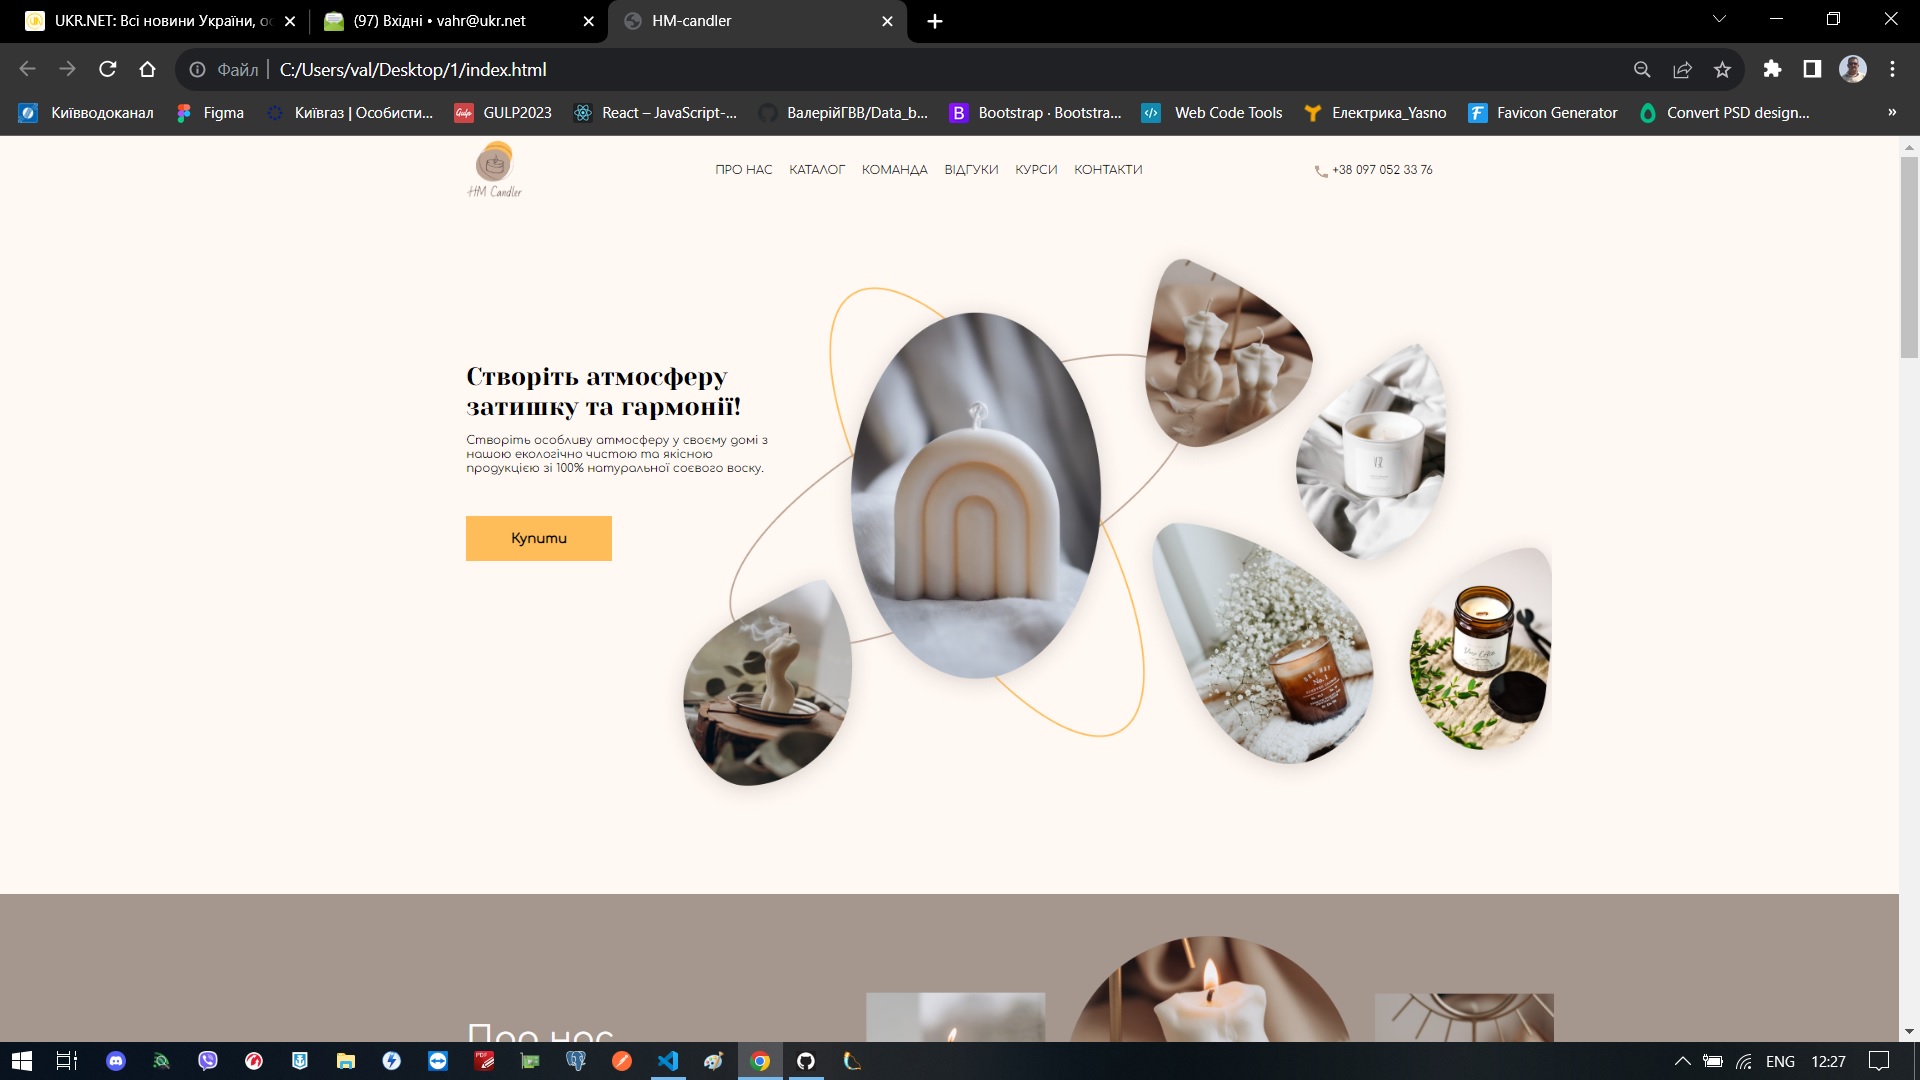 UKR.NET: Всі новини України, ос
(97) Вхідні • vahr@ukr.net
HM-candler
Файл
C:/Users/val/Desktop/1/index.html
Київводоканал
Figma
Київгаз | Особисти...
GULP2023
React – JavaScript-...
ВалерійГВВ/Data_b...
Bootstrap · Bootstra...
Web Code Tools
Електрика_Yasno
Favicon Generator
Convert PSD design...
»
HM Candler
ПРО НАС
КАТАЛОГ
КОМАНДА
ВІДГУКИ
КУРСИ
КОНТАКТИ
+38 097 052 33 76
Створіть атмосферу
затишку та гармонії!
Створіть особливу атмосферу у своєму домі з
нашою екологічно чистою та якісною
продукцією зі 100% натуральної соєвого воску.
Купити
No. 1
Про нас
ENG
12:27